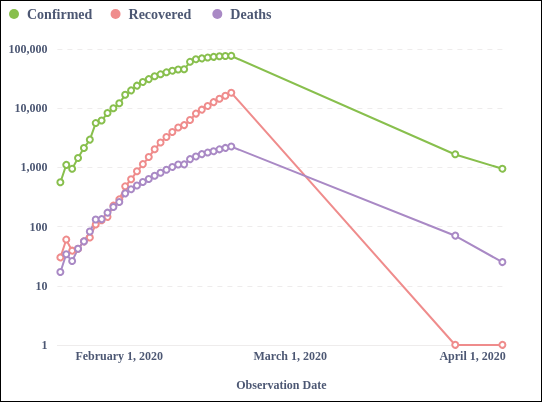 Confirmed Recovered Deaths
100,000
10,000
1,000
100
10
1
February 1, 2020 March 1, 2020 April 1, 2020
Observation Date